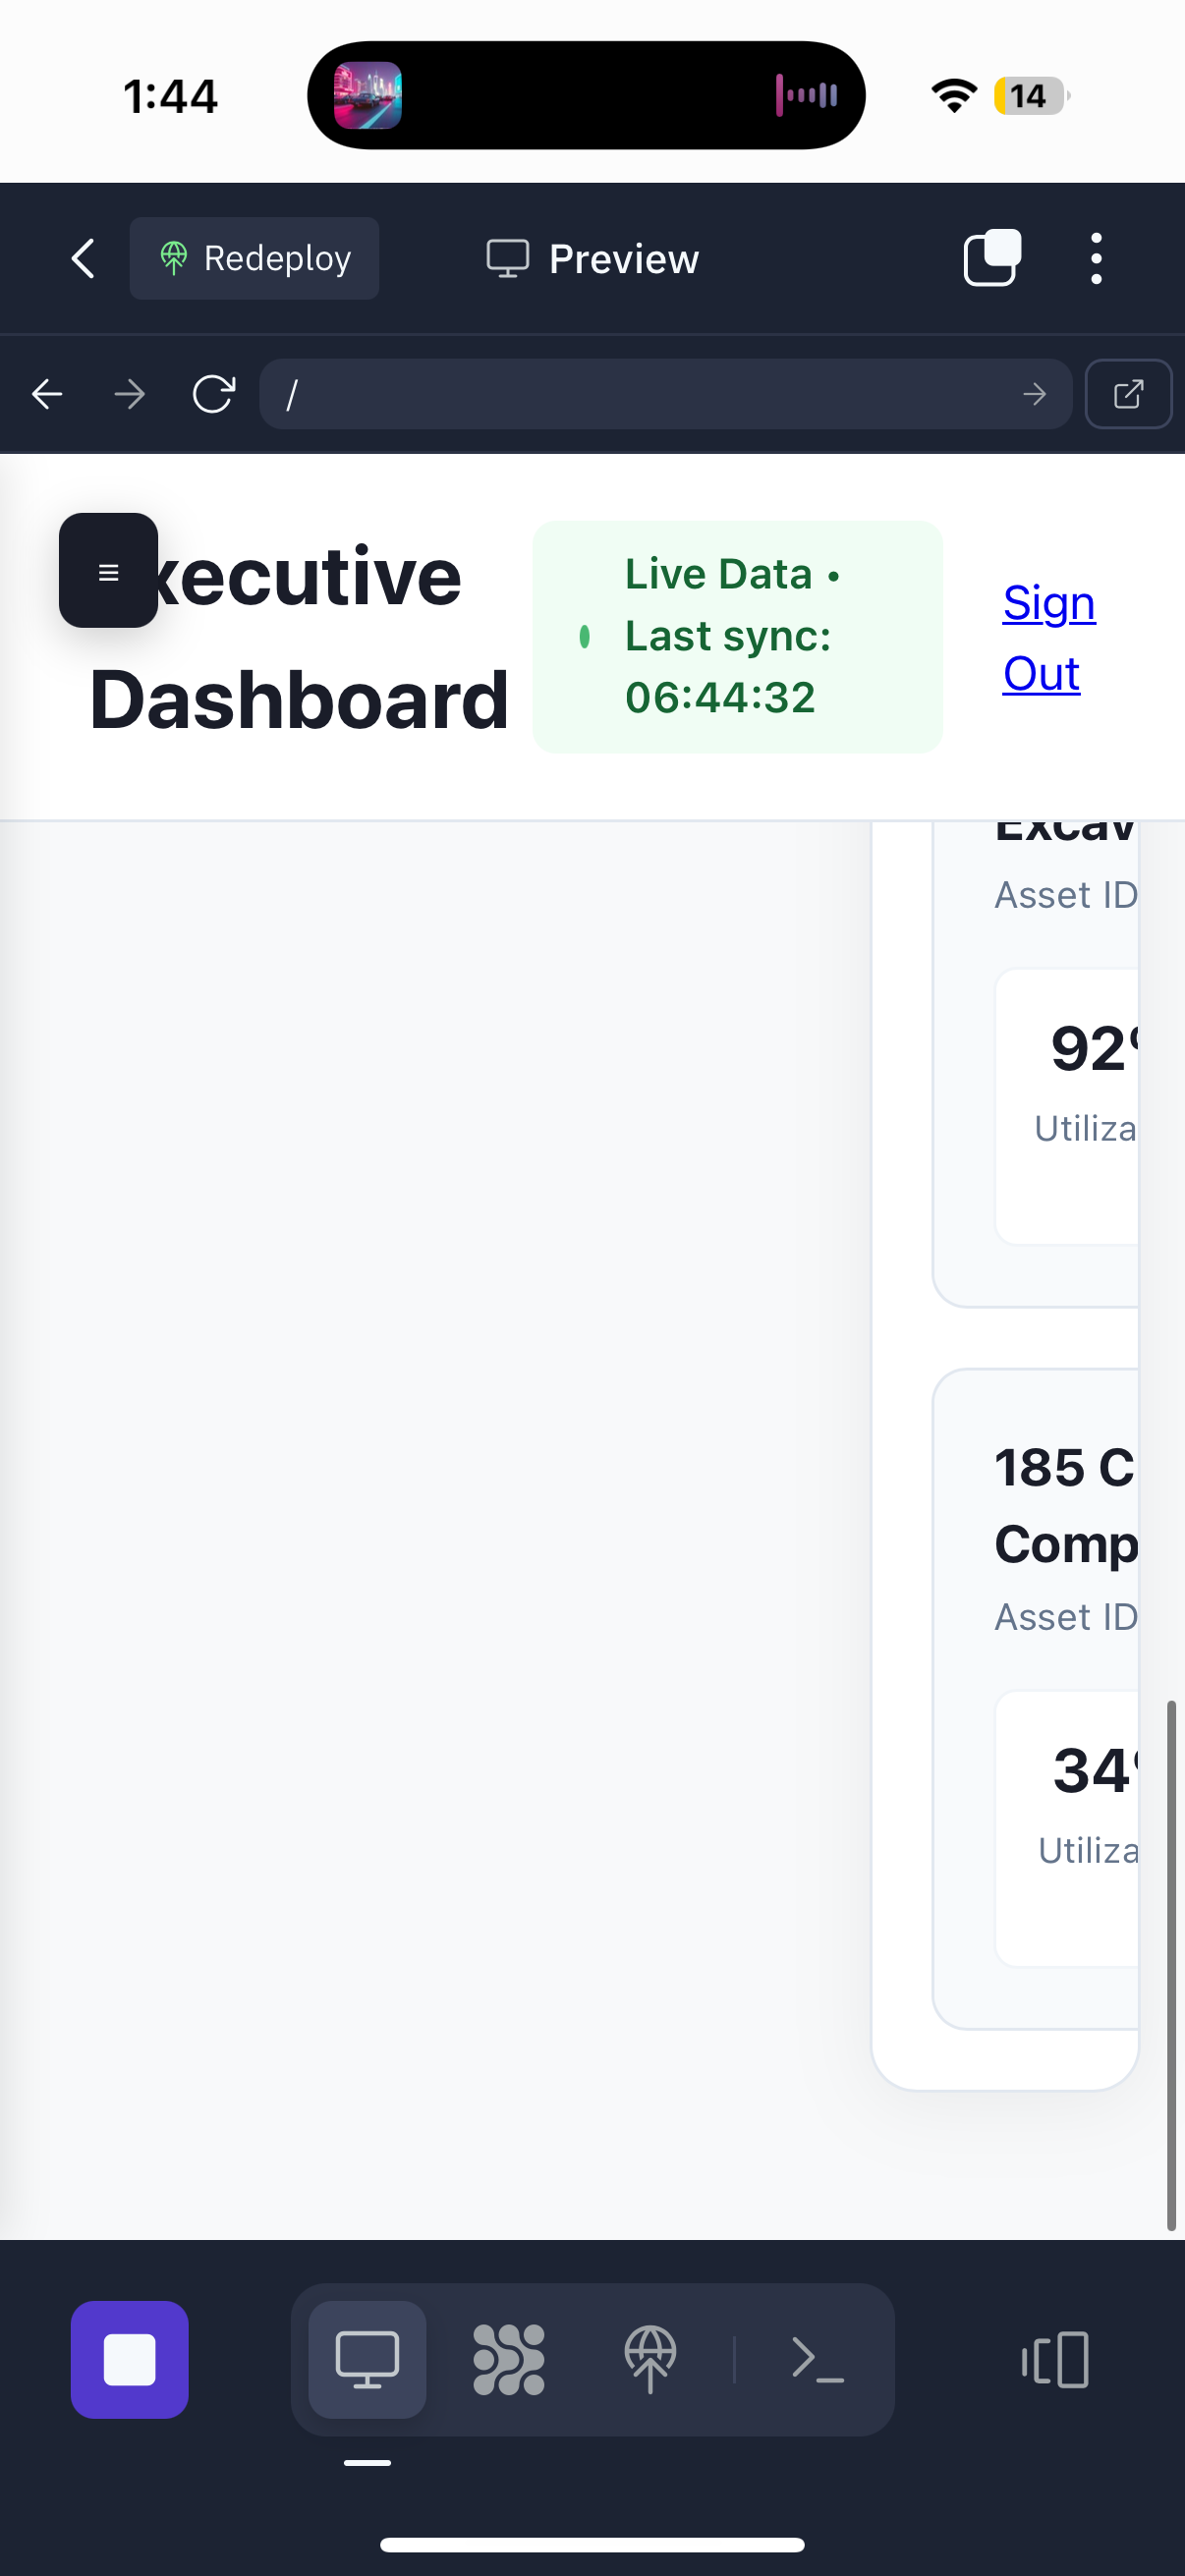 1:44
14
Redeploy
Preview
/
xecutive
Dashboard
Live Data •
Last sync:
06:44:32
Sign
Out
Excav
Asset ID
92
Utiliza
185 C
Comp
Asset ID
34
Utiliza